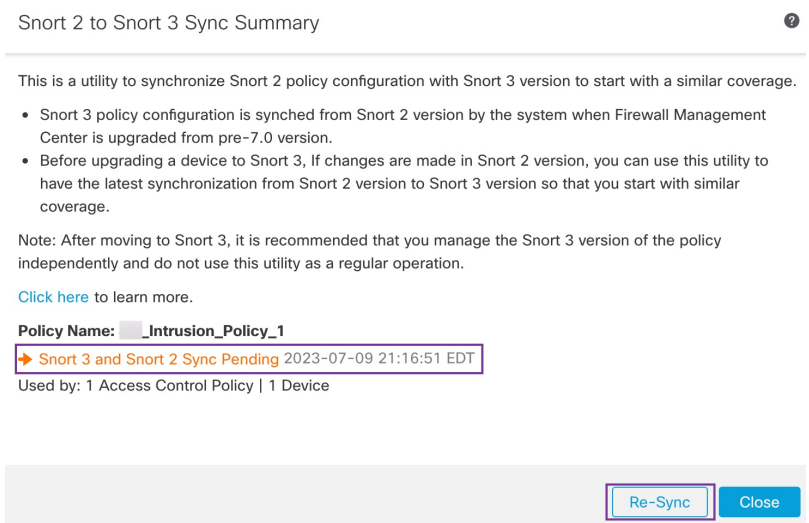 Snort 2 to Snort 3 Sync Summary
?
This is a utility to synchronize Snort 2 policy configuration with Snort 3 version to start with a similar coverage.
• Snort 3 policy configuration is synched from Snort 2 version by the system when Firewall Management
Center is upgraded from pre-7.0 version.
• Before upgrading a device to Snort 3, If changes are made in Snort 2 version, you can use this utility to
have the latest synchronization from Snort 2 version to Snort 3 version so that you start with similar
coverage.
Note: After moving to Snort 3, it is recommended that you manage the Snort 3 version of the policy
independently and do not use this utility as a regular operation.
Click here to learn more.
Policy Name: _Intrusion_Policy_1
Snort 3 and Snort 2 Sync Pending 2023-07-09 21:16:51 EDT
Used by: 1 Access Control Policy | 1 Device
Re-Sync Close